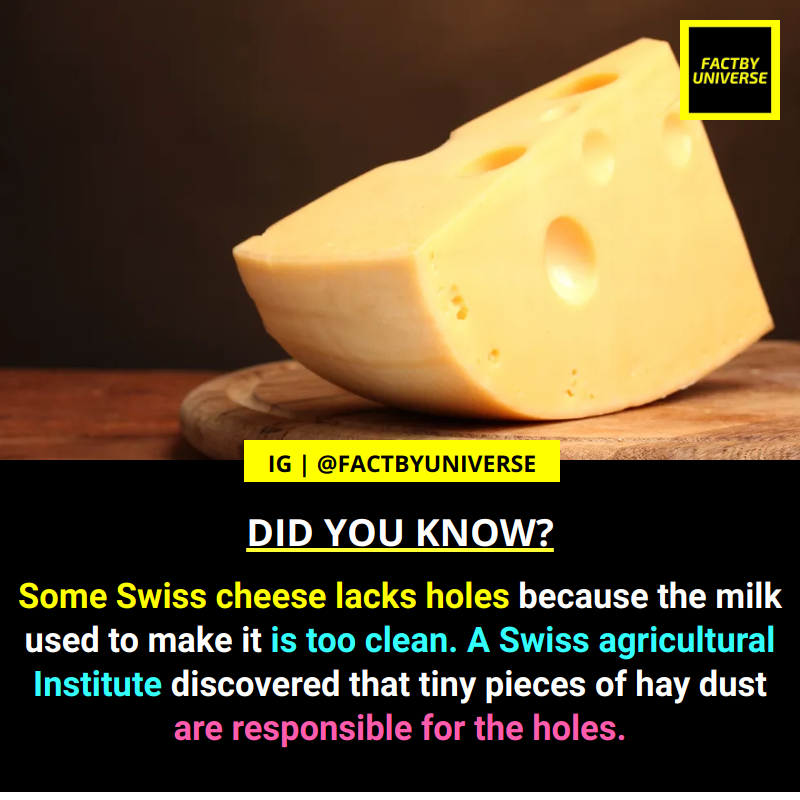 FACTBY
UNIVERSE
IG | @FACTBYUNIVERSE
DID YOU KNOW?
Some Swiss cheese lacks holes because the milk
used to make it is too clean. A Swiss agricultural
Institute discovered that tiny pieces of hay dust
are responsible for the holes.